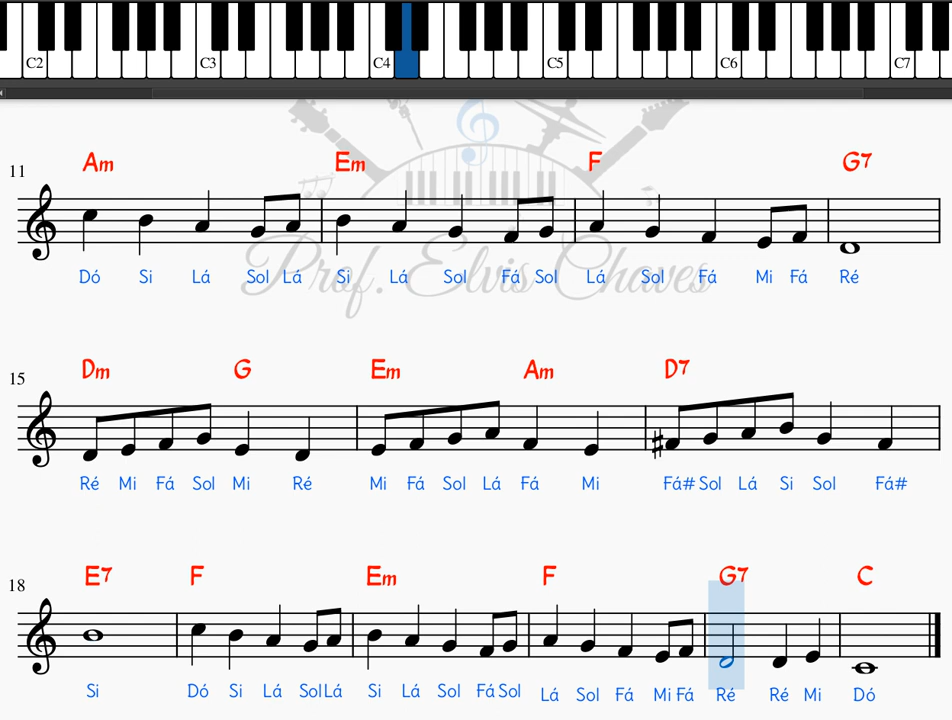 C2 C3 C4 C5 C6 C7
Prof. Elvis Chaves
11 Am Em F G7
Dó Si Lá Sol Lá Si Lá Sol Fá Sol Lá Sol Fá Mi Fá Ré
15 Dm G Em Am D7
Ré Mi Fá Sol Mi Ré Mi Fá Sol Lá Fá Mi Fá# Sol Lá Si Sol Fá#
18 E7 F Em F G7 C
Si Dó Si Lá Sol Lá Si Lá Sol Fá Sol Lá Sol Fá Mi Fá Ré Ré Mi Dó